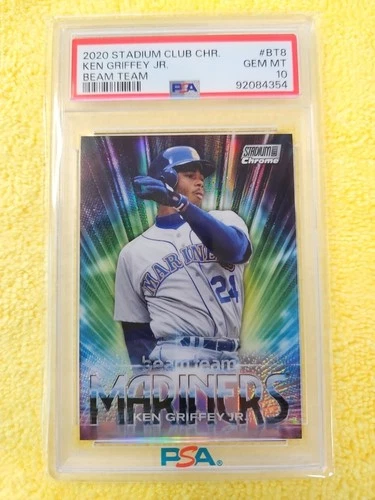 2020 STADIUM CLUB CHR. #BT8
KEN GRIFFEY JR. GEM MT
BEAM TEAM 10
PSA 92084354
STADIUM CLUB
Chrome
MARINERS
24
beam team
MARINERS
KEN GRIFFEY JR.
PSA